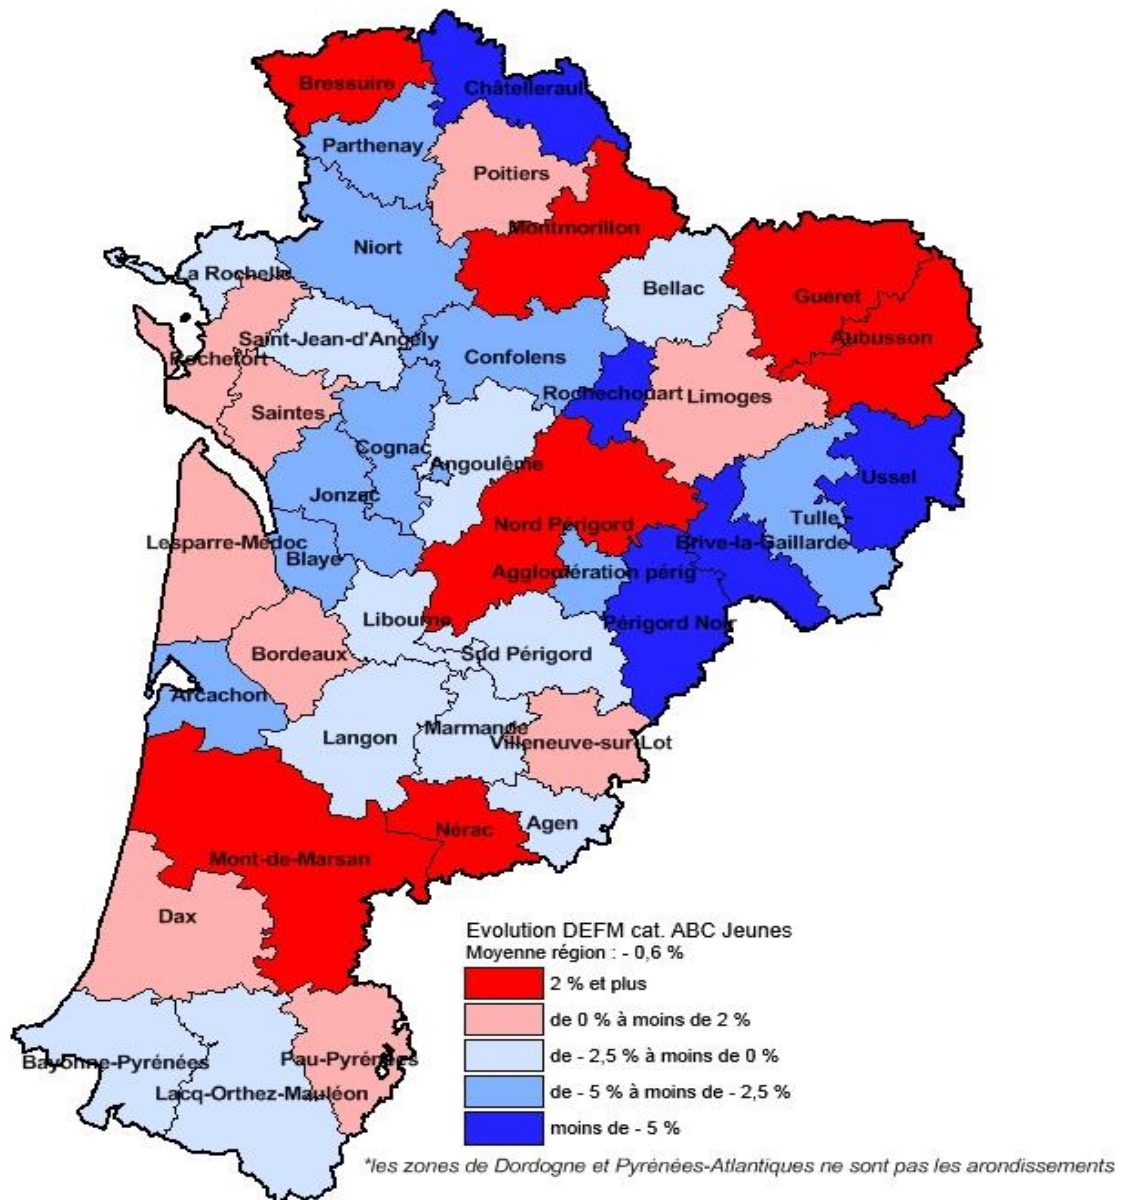 Bressuire
Châtelleraul
Parthenay
Poitiers
Montmorillon
Niort
La Rochelle
Bellac
Guéret
Saint-Jean-d'Angély
Aubusson
Rochefort
Confolens
Rochechouart
Limoges
Saintes
Cognac
Angoulême
Ussel
Jonzac
Nord Périgord
Tulle
Lesparre-Médoc
Brive-la-Gaillarde
Blaye
Agglomération périg
Libourne
Périgord Noir
Bordeaux
Sud Périgord
Arcachon
Marmande
Langon
Villeneuve-sur-Lot
Agen
Nérac
Mont-de-Marsan
Dax
Evolution DEFM cat. ABC Jeunes
Moyenne région : - 0,6 %
2 % et plus
de 0 % à moins de 2 %
de - 2,5 % à moins de 0 %
de - 5 % à moins de - 2,5 %
moins de - 5 %
Bayonne-Pyrénées
Pau-Pyrénées
Lacq-Orthez-Mauléon
*les zones de Dordogne et Pyrénées-Atlantiques ne sont pas les arondissements